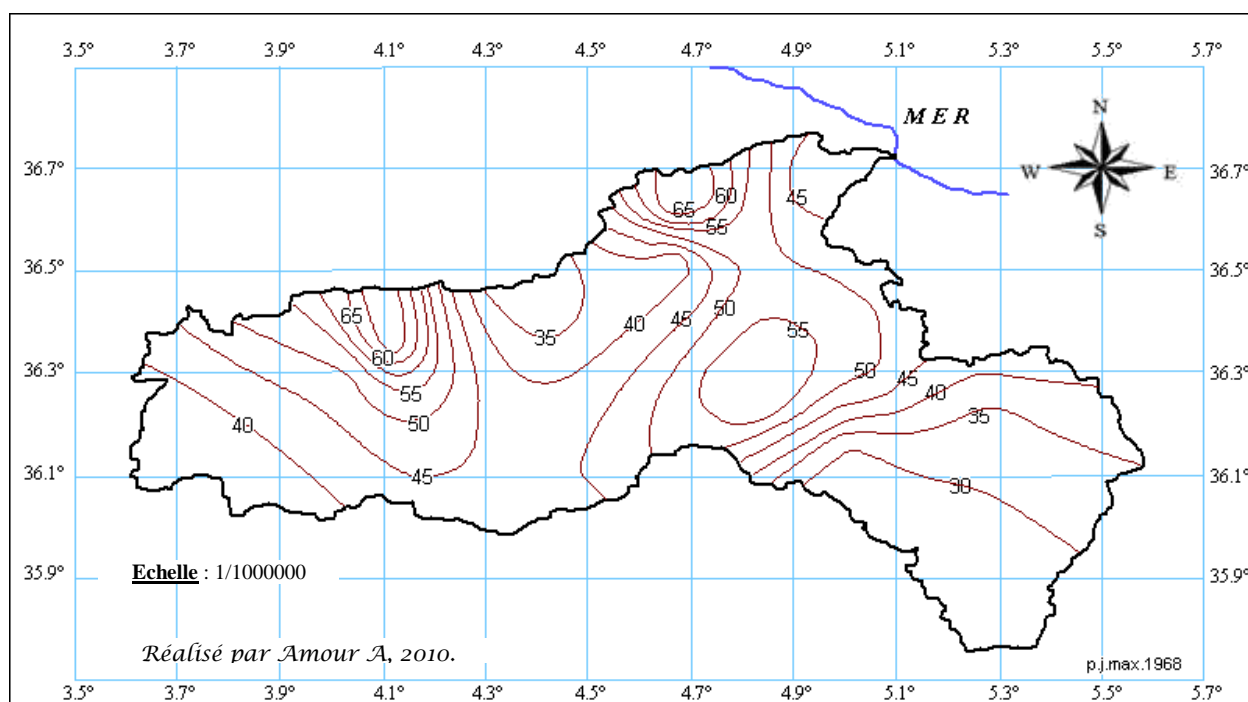 3.5° 3.7° 3.9° 4.1° 4.3° 4.5° 4.7° 4.9° 5.1° 5.3° 5.5° 5.7°
MER
N
36.7° 65 60 45 W E 36.7°
55
S
36.5° 36.5°
65 35 40 45 50 55
60
36.3° 55 50 45 40 36.3°
40 50 35
36.1° 45 30 36.1°
35.9° Echelle : 1/1000000 35.9°
Réalisé par Amour A, 2010.
p.j.max.1968
3.5° 3.7° 3.9° 4.1° 4.3° 4.5° 4.7° 4.9° 5.1° 5.3° 5.5° 5.7°